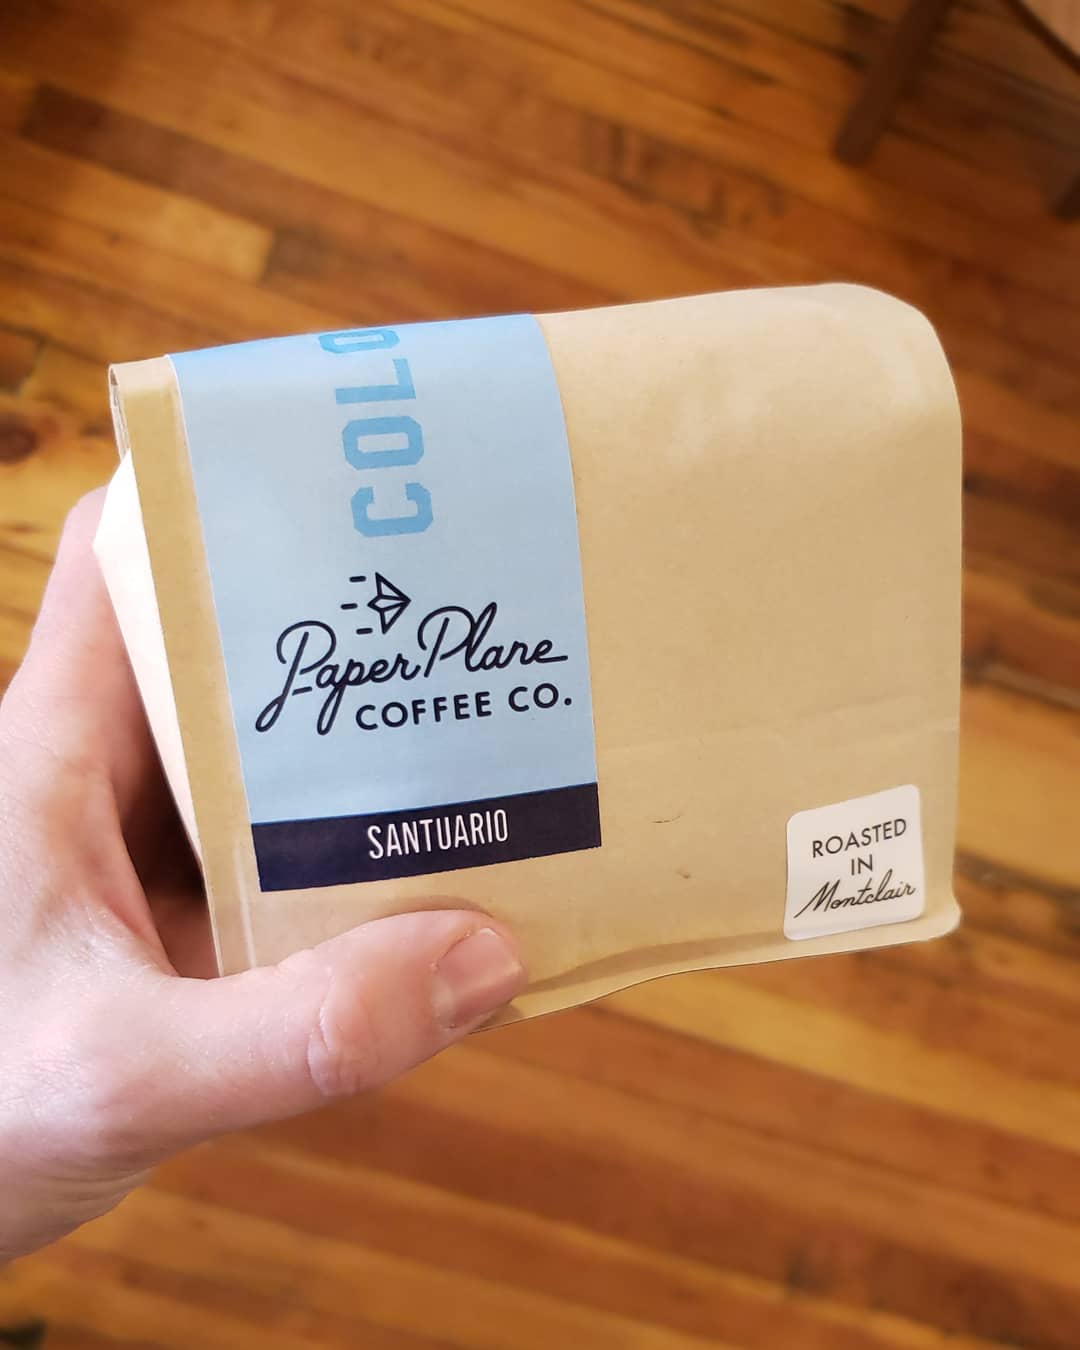 COLO
Paper Plane
COFFEE CO.
SANTUARIO
ROASTED
IN
Montclair